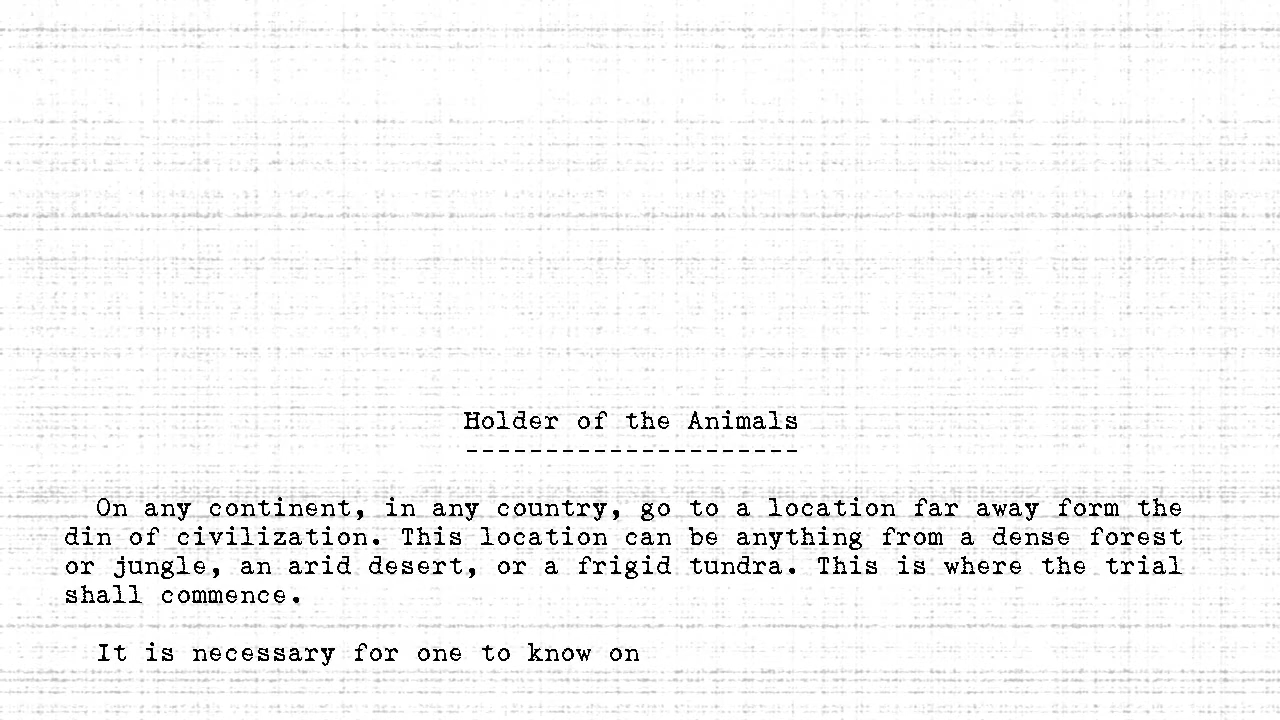 Holder of the Animals
---------------------
On any continent, in any country, go to a location far away form the
din of civilization. This location can be anything from a dense forest
or jungle, an arid desert, or a frigid tundra. This is where the trial
shall commence.
It is necessary for one to know on